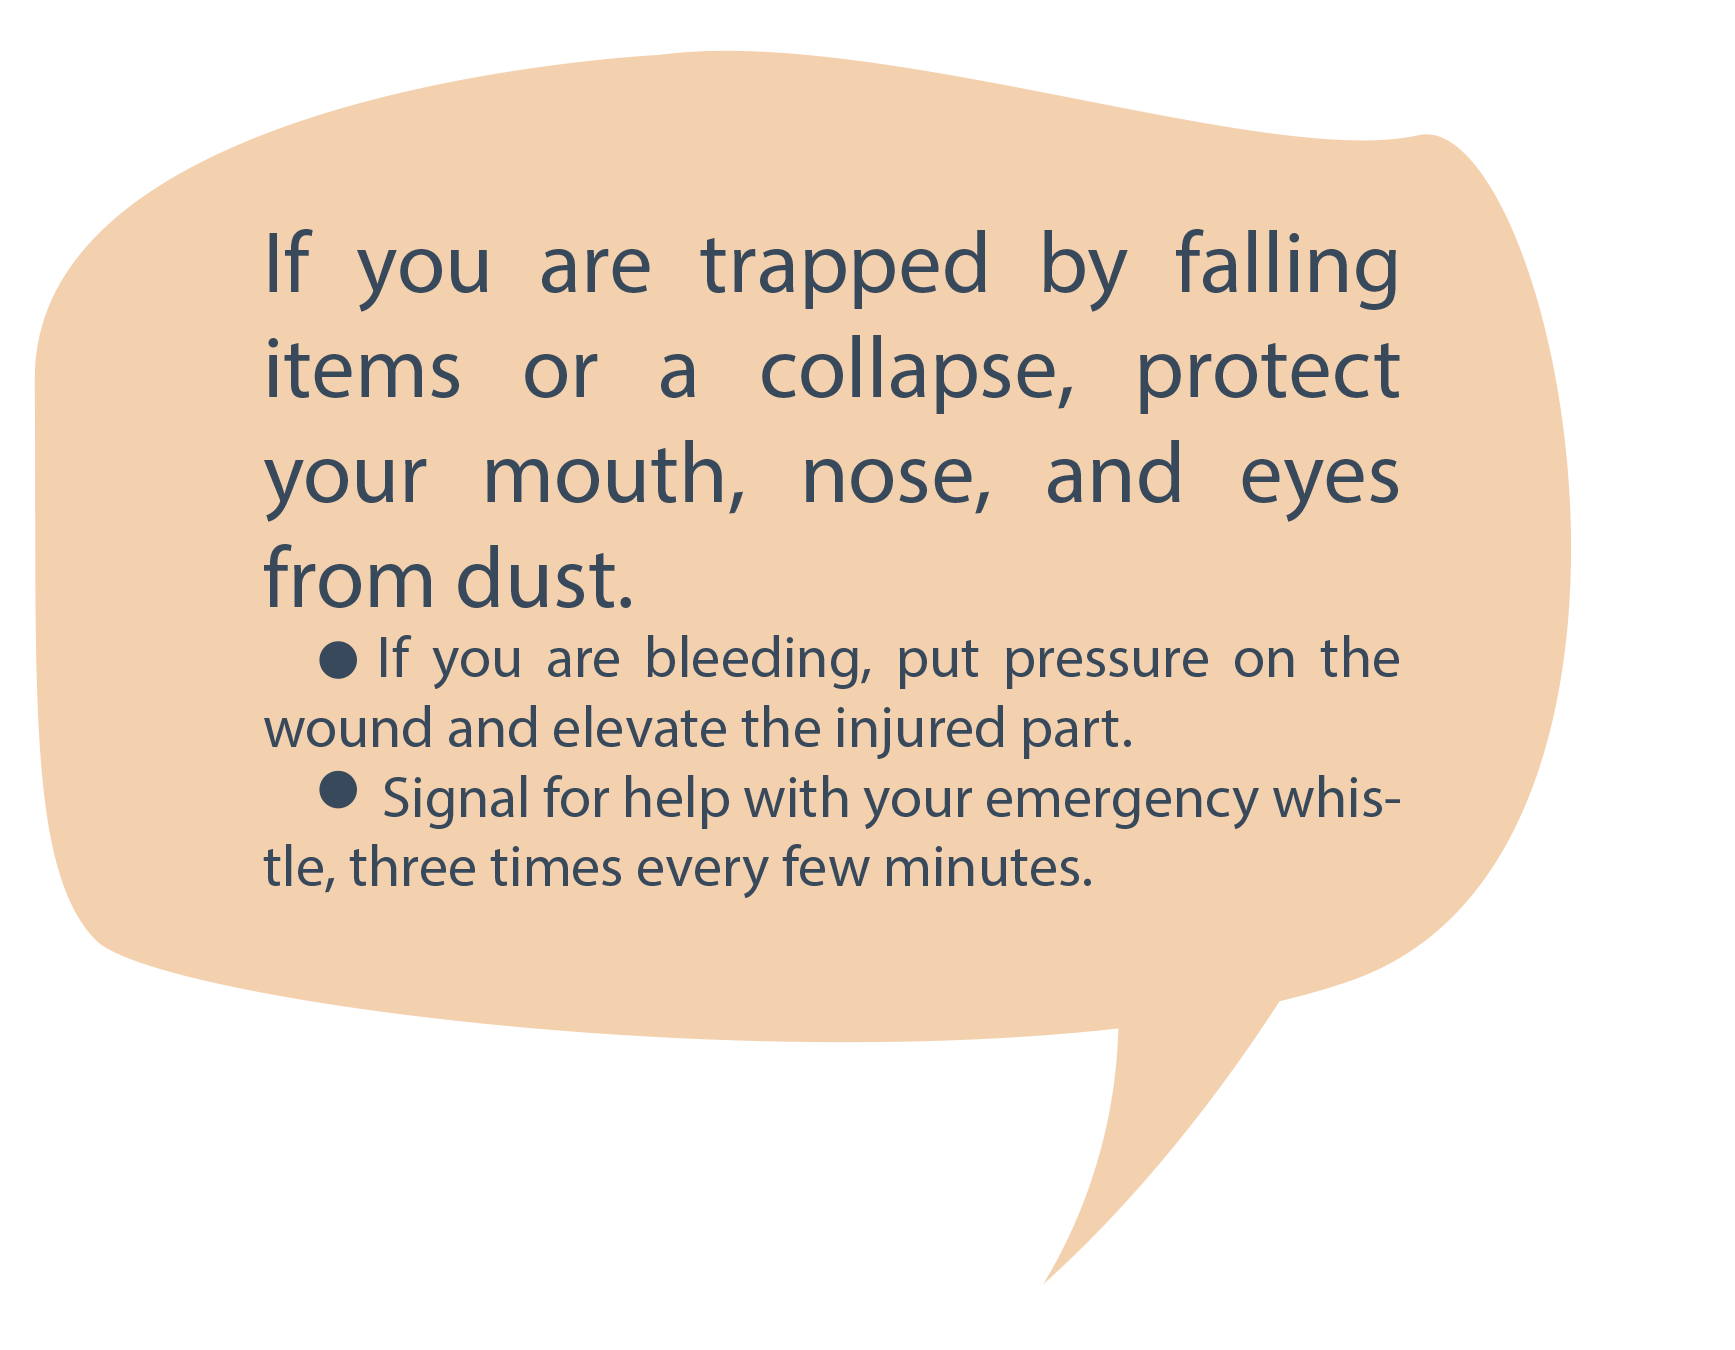 If you are trapped by falling
items or a collapse, protect
your mouth, nose, and eyes
from dust.
● If you are bleeding, put pressure on the
wound and elevate the injured part.
● Signal for help with your emergency whis-
tle, three times every few minutes.